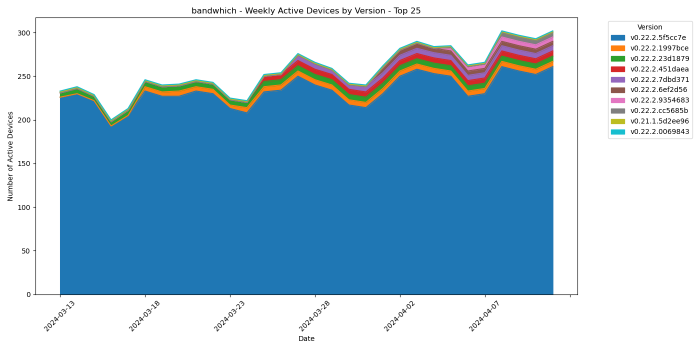 bandwhich - Weekly Active Devices by Version - Top 25
Number of Active Devices
300
250
200
150
100
50
0
2024-03-13
2024-03-18
2024-03-23
2024-03-28
2024-04-02
2024-04-07
Date
Version
v0.22.2.5f5cc7e
v0.22.2.1997bce
v0.22.2.23d1879
v0.22.2.451daea
v0.22.2.7dbd371
v0.22.2.6ef2d56
v0.22.2.9354683
v0.22.2.cc5685b
v0.21.1.5d2ee96
v0.22.2.0069843